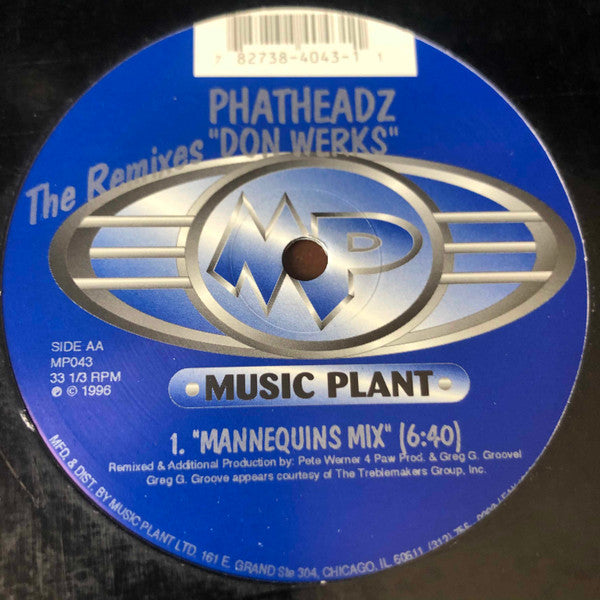 7 82738-4043-1 1
PHATHEADZ
"DON WERKS"
The Remixes
MP
SIDE AA
MP043
33 1/3 RPM
℗ © 1996
MUSIC PLANT
1. "MANNEQUINS MIX" (6:40)
Remixed & Additional Production by: Pete Werner 4 Paw Prod. & Greg G. Groove!
Greg G. Groove appears courtesy of The Treblemakers Group, Inc.
MFD. & DIST. BY MUSIC PLANT LTD. 161 E. GRAND Ste 304, CHICAGO, IL 60611 (312)